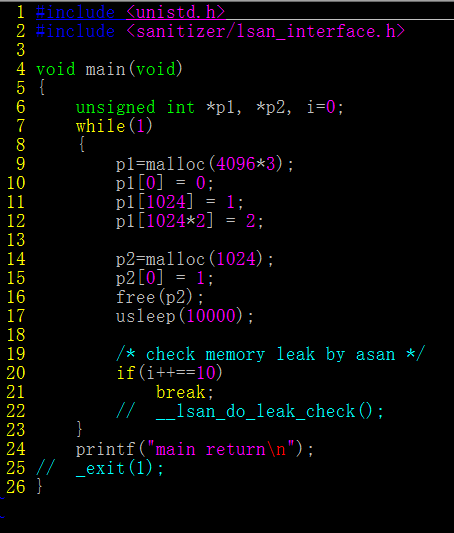 1 #include <unistd.h>
2 #include <sanitizer/lsan_interface.h>
3
4 void main(void)
5 {
6     unsigned int *p1, *p2, i=0;
7     while(1)
8     {
9         p1=malloc(4096*3);
10         p1[0] = 0;
11         p1[1024] = 1;
12         p1[1024*2] = 2;
13
14         p2=malloc(1024);
15         p2[0] = 1;
16         free(p2);
17         usleep(10000);
18
19         /* check memory leak by asan */
20         if(i++==10)
21             break;
22         //  __lsan_do_leak_check();
23     }
24     printf("main return\n");
25 //  _exit(1);
26 }